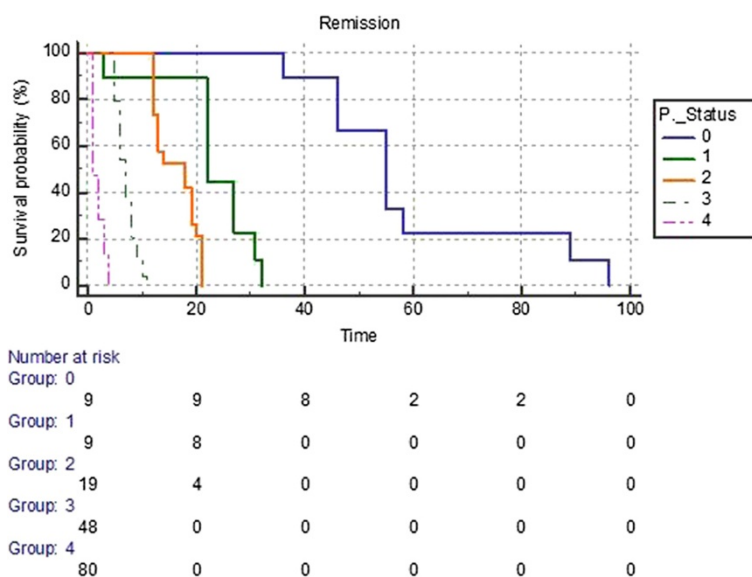 Remission
Survival probability (%)
100
80
60
40
20
0
0 20 40 60 80 100
Time
P._Status
0
1
2
3
4
Number at risk
Group: 0
9 9 8 2 2 0
Group: 1
9 8 0 0 0 0
Group: 2
19 4 0 0 0 0
Group: 3
48 0 0 0 0 0
Group: 4
80 0 0 0 0 0